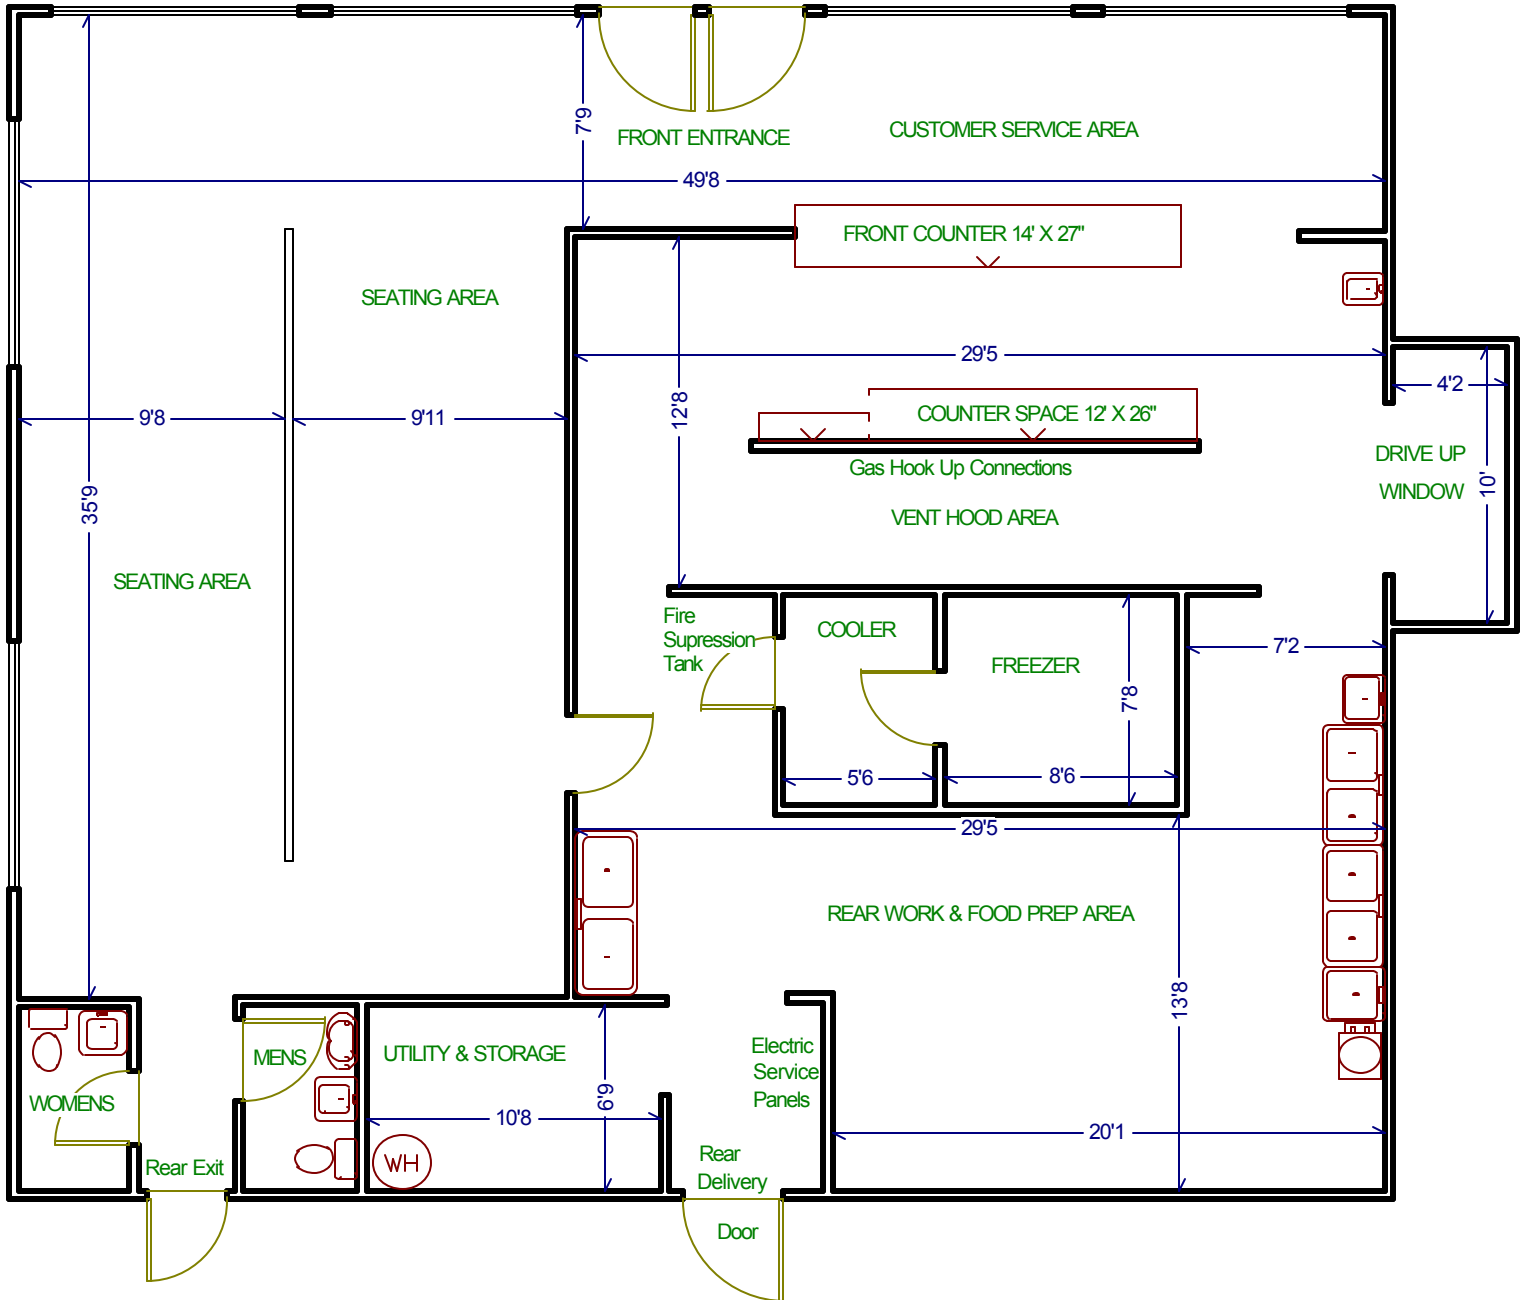 7'9
FRONT ENTRANCE
CUSTOMER SERVICE AREA
49'8
FRONT COUNTER 14' X 27"
SEATING AREA
29'5
4'2
12'8
COUNTER SPACE 12' X 26"
9'8
9'11
DRIVE UP
WINDOW
Gas Hook Up Connections
10'
35'9
VENT HOOD AREA
SEATING AREA
Fire
Supression
Tank
COOLER
7'2
FREEZER
7'8
5'6
8'6
29'5
REAR WORK & FOOD PREP AREA
13'8
MENS
UTILITY & STORAGE
Electric
Service
Panels
WOMENS
6'9
10'8
20'1
Rear Exit
WH
Rear
Delivery
Door